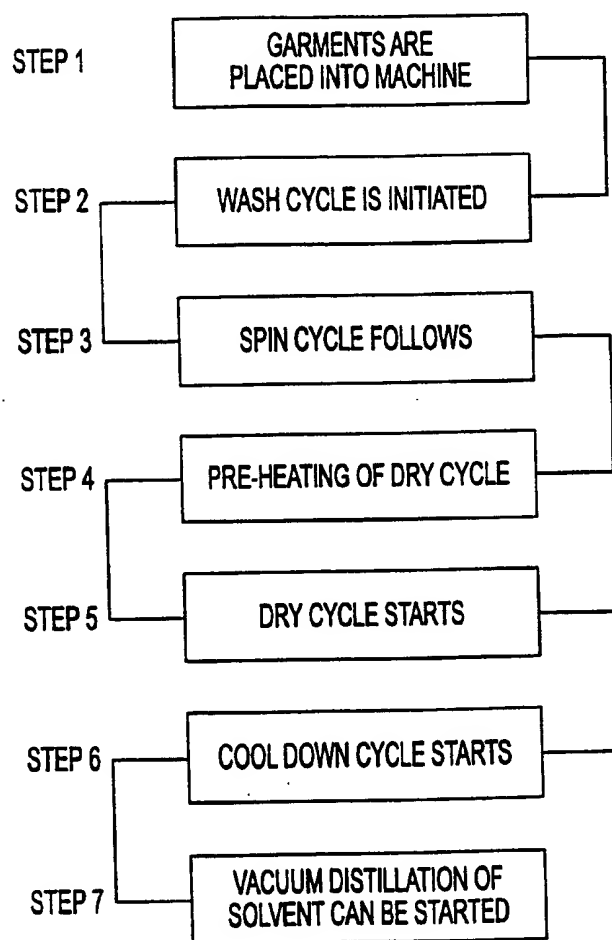 STEP 1
GARMENTS ARE
PLACED INTO MACHINE
STEP 2
WASH CYCLE IS INITIATED
STEP 3
SPIN CYCLE FOLLOWS
STEP 4
PRE-HEATING OF DRY CYCLE
STEP 5
DRY CYCLE STARTS
STEP 6
COOL DOWN CYCLE STARTS
STEP 7
VACUUM DISTILLATION OF
SOLVENT CAN BE STARTED